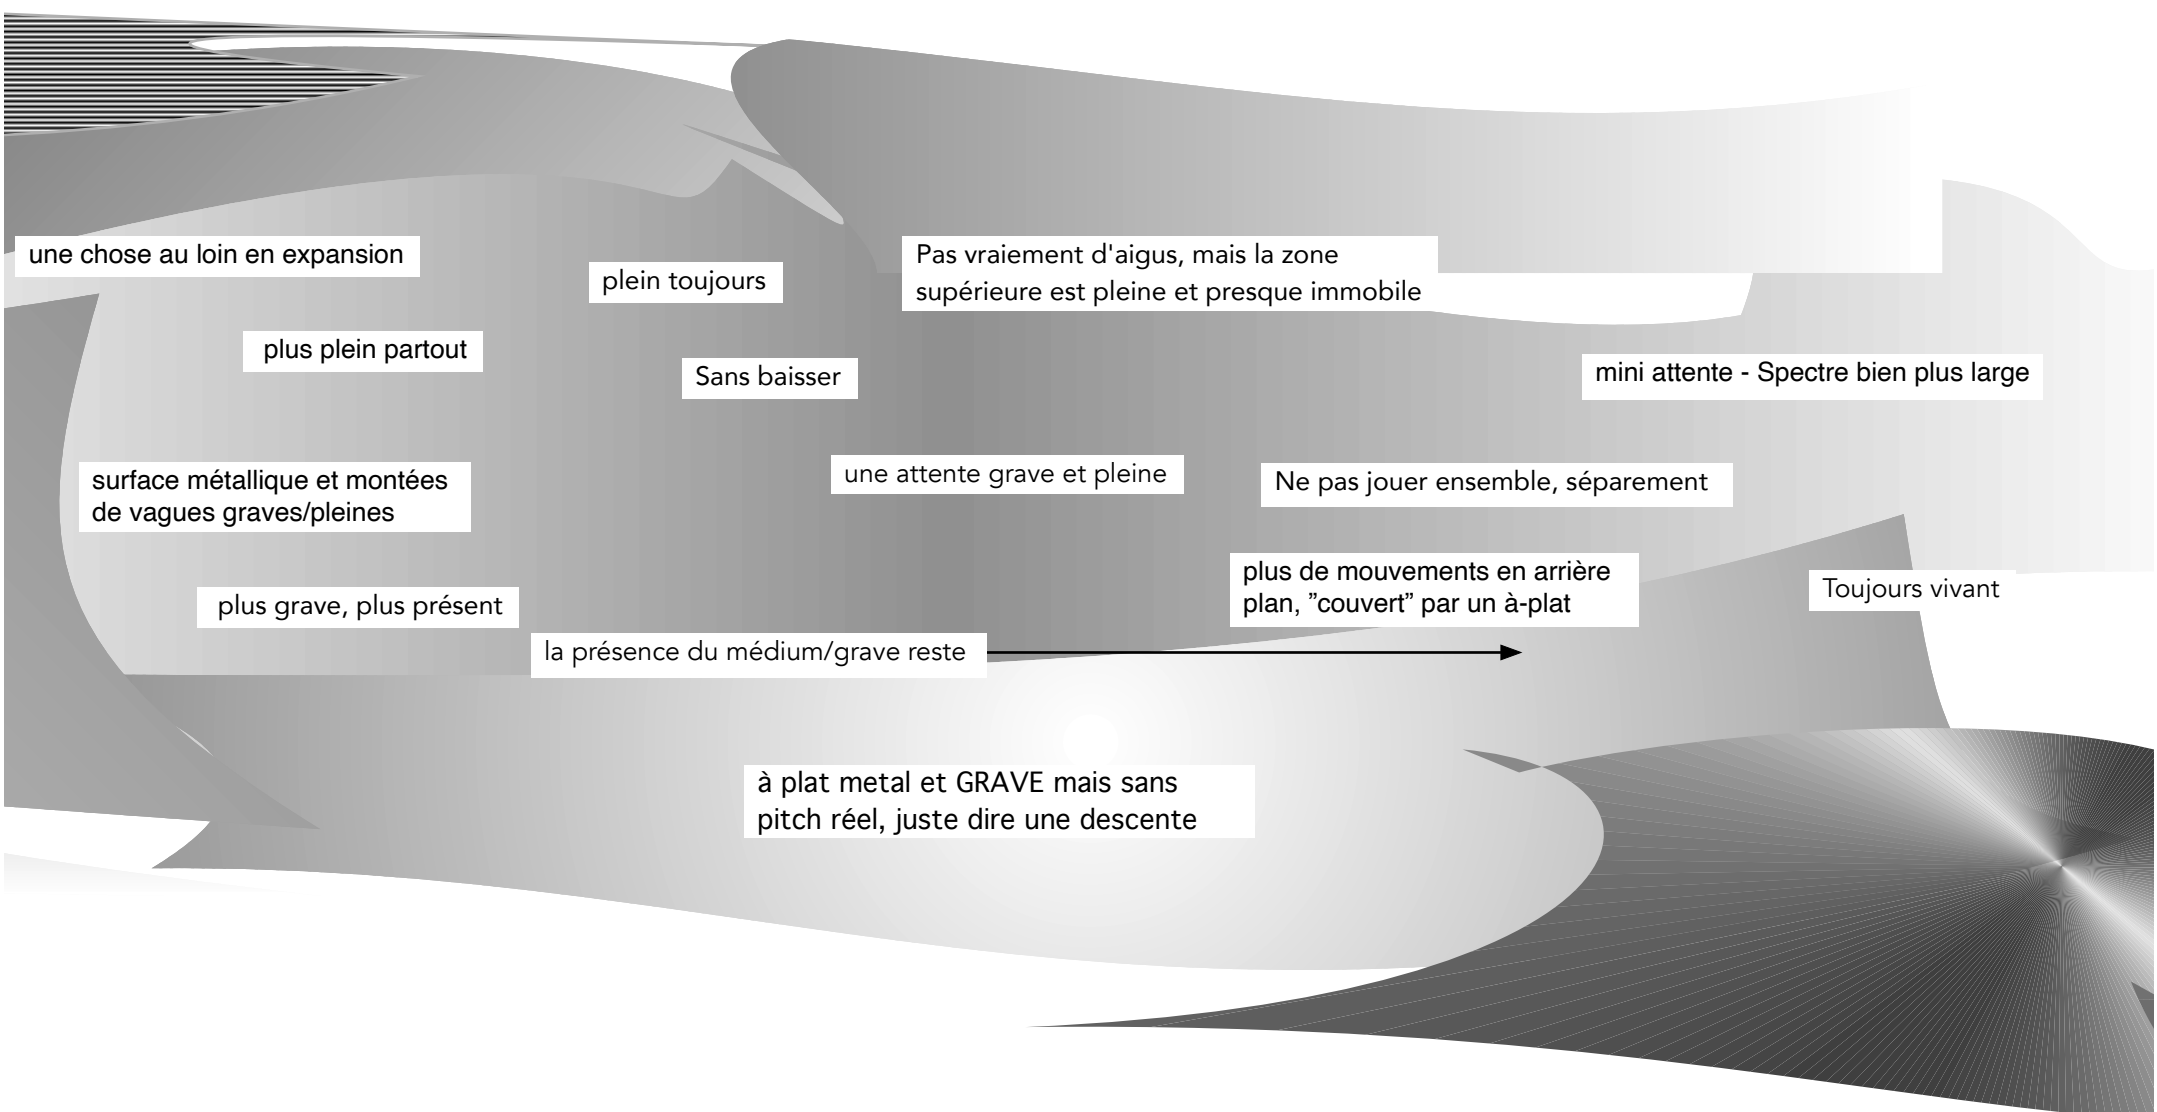 une chose au loin en expansion
plein toujours
Pas vraiement d'aigus, mais la zone
supérieure est pleine et presque immobile
plus plein partout
Sans baisser
mini attente - Spectre bien plus large
surface métallique et montées
de vagues graves/pleines
une attente grave et pleine
Ne pas jouer ensemble, séparement
plus de mouvements en arrière
plan, ”couvert” par un à-plat
Toujours vivant
plus grave, plus présent
la présence du médium/grave reste
à plat metal et GRAVE mais sans
pitch réel, juste dire une descente